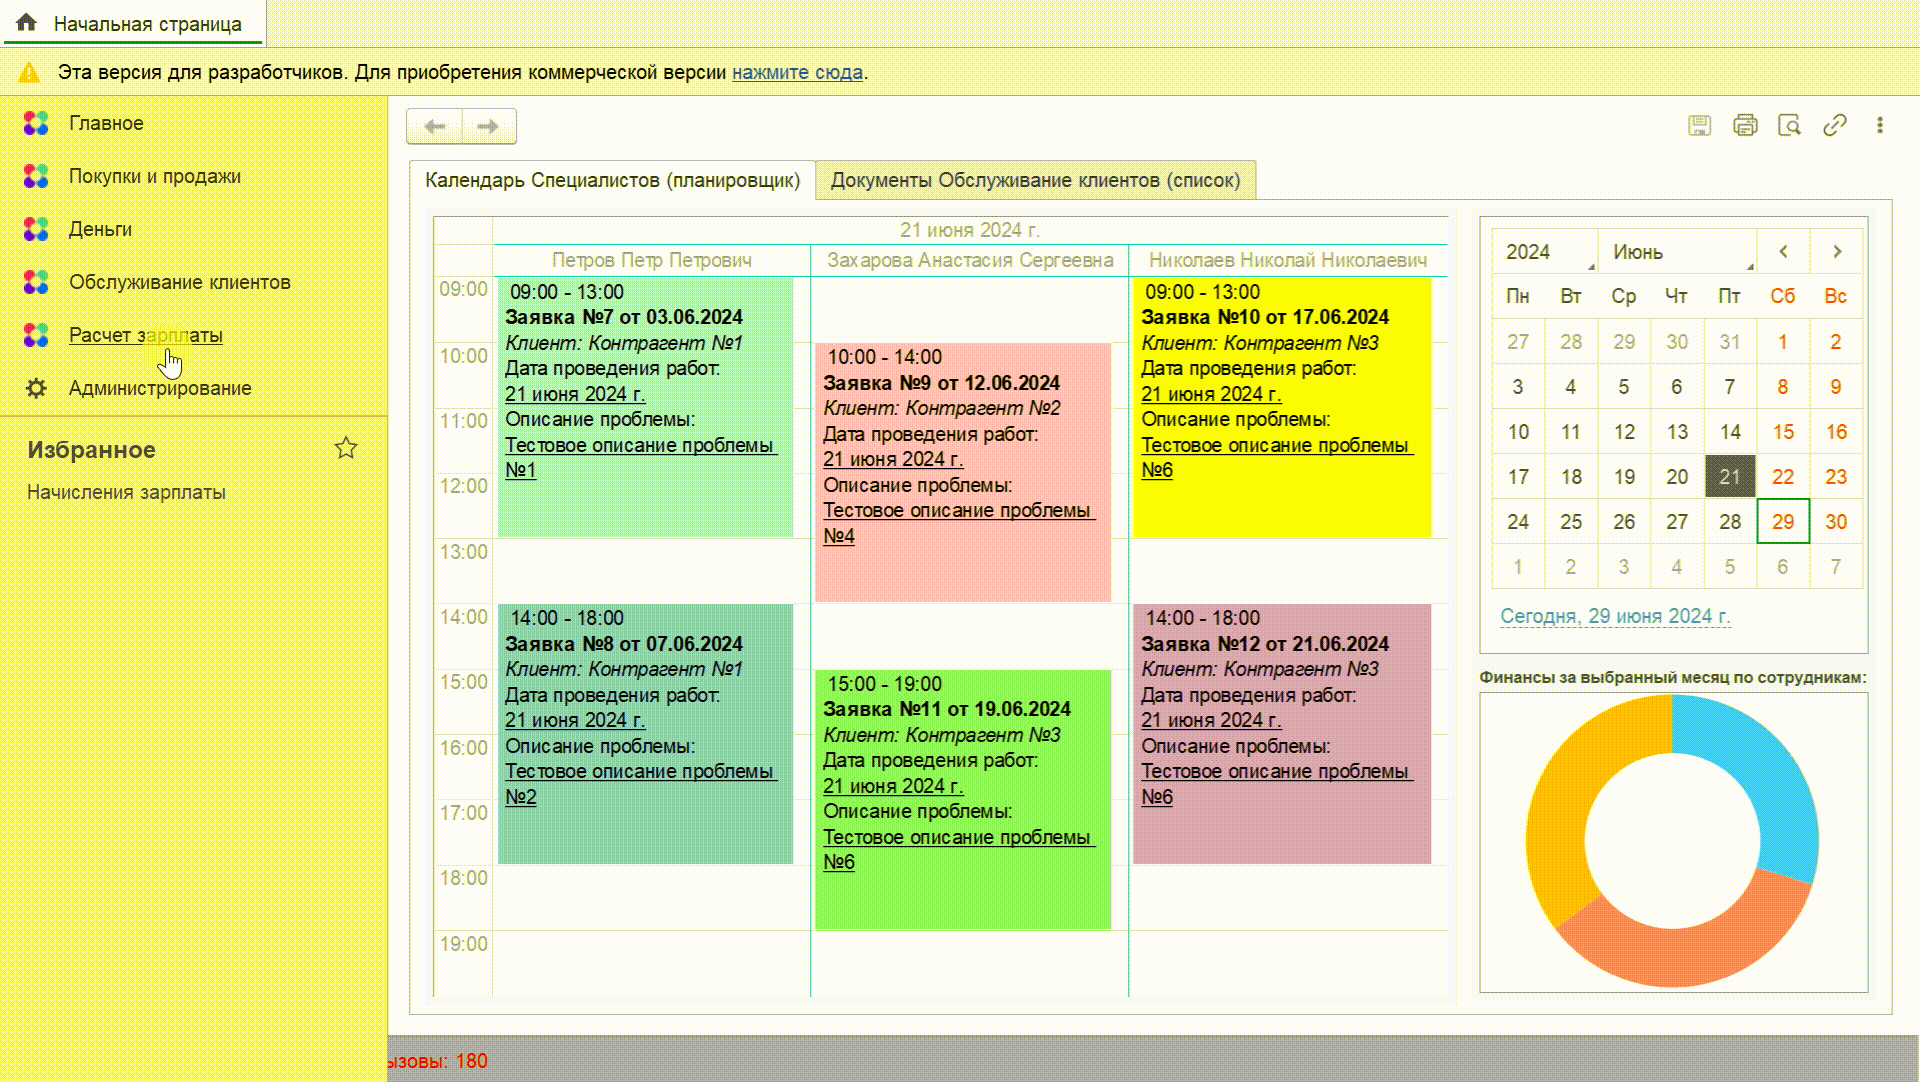 Начальная страница
Эта версия для разработчиков. Для приобретения коммерческой версии нажмите сюда.
Главное
Покупки и продажи
Деньги
Обслуживание клиентов
Расчет зарплаты
Администрирование
Избранное
Начисления зарплаты
Календарь Специалистов (планировщик)
Документы Обслуживание клиентов (список)
21 июня 2024 г.
Петров Петр Петрович
Захарова Анастасия Сергеевна
Николаев Николай Николаевич
09:00
10:00
11:00
12:00
13:00
14:00
15:00
16:00
17:00
18:00
19:00
09:00 - 13:00
Заявка №7 от 03.06.2024
Клиент: Контрагент №1
Дата проведения работ:
21 июня 2024 г.
Описание проблемы:
Тестовое описание проблемы
№1
14:00 - 18:00
Заявка №8 от 07.06.2024
Клиент: Контрагент №1
Дата проведения работ:
21 июня 2024 г.
Описание проблемы:
Тестовое описание проблемы
№2
10:00 - 14:00
Заявка №9 от 12.06.2024
Клиент: Контрагент №2
Дата проведения работ:
21 июня 2024 г.
Описание проблемы:
Тестовое описание проблемы
№4
15:00 - 19:00
Заявка №11 от 19.06.2024
Клиент: Контрагент №3
Дата проведения работ:
21 июня 2024 г.
Описание проблемы:
Тестовое описание проблемы
№6
09:00 - 13:00
Заявка №10 от 17.06.2024
Клиент: Контрагент №3
Дата проведения работ:
21 июня 2024 г.
Описание проблемы:
Тестовое описание проблемы
№6
14:00 - 18:00
Заявка №12 от 21.06.2024
Клиент: Контрагент №3
Дата проведения работ:
21 июня 2024 г.
Описание проблемы:
Тестовое описание проблемы
№6
2024 Июнь
Пн Вт Ср Чт Пт Сб Вс
27 28 29 30 31 1 2
3 4 5 6 7 8 9
10 11 12 13 14 15 16
17 18 19 20 21 22 23
24 25 26 27 28 29 30
1 2 3 4 5 6 7
Сегодня, 29 июня 2024 г.
Финансы за выбранный месяц по сотрудникам:
ызовы: 180